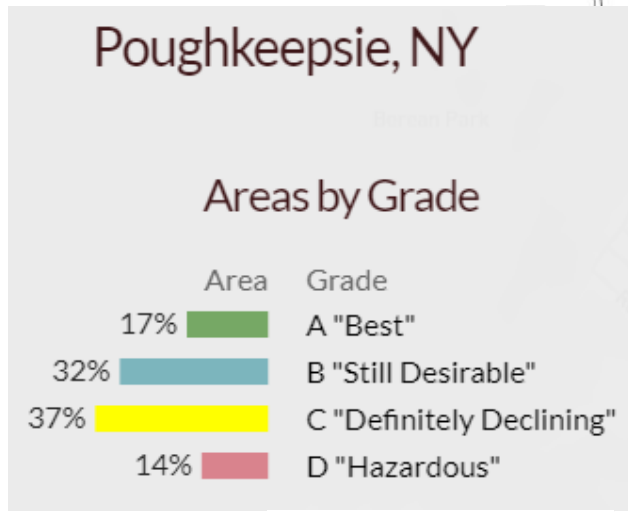 Poughkeepsie, NY
Areas by Grade
Area Grade
17% A "Best"
32% B "Still Desirable"
37% C "Definitely Declining"
14% D "Hazardous"